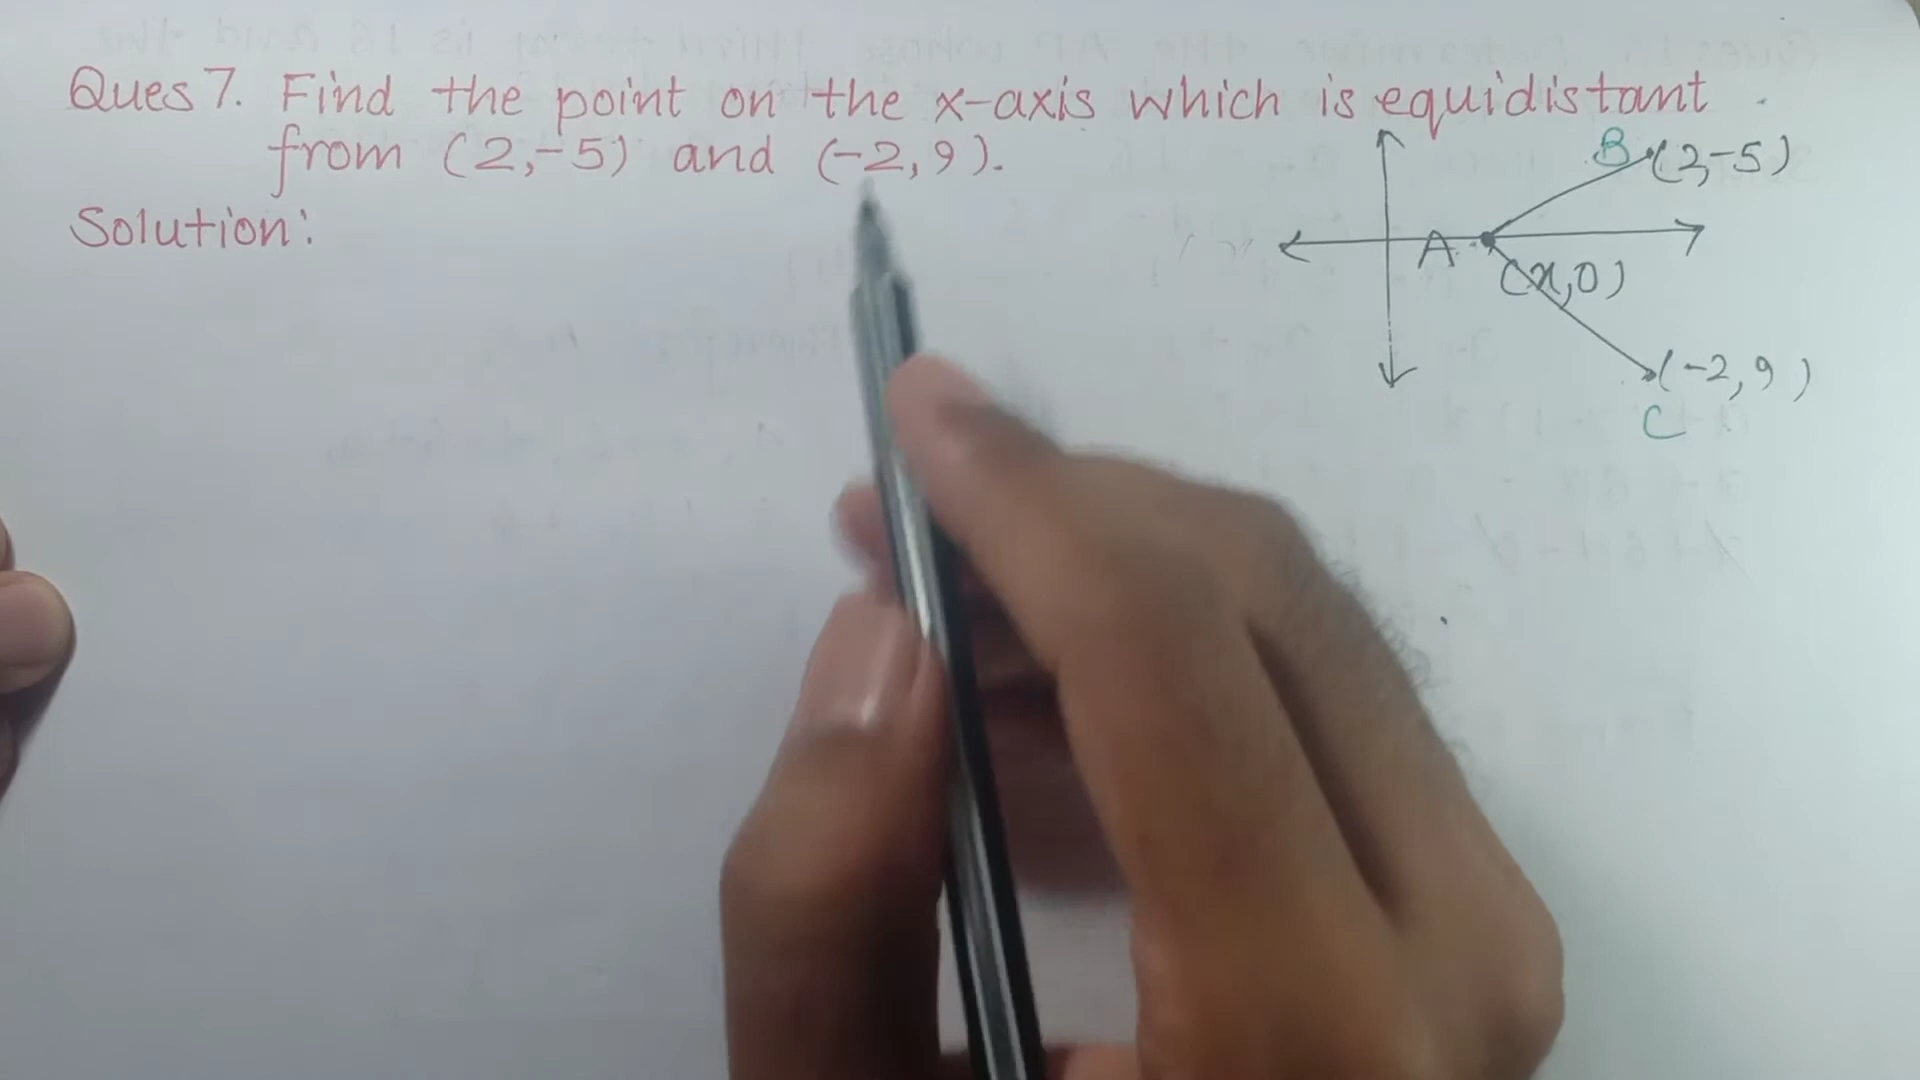 Ques 7. Find the point on the x-axis which is equidistant
from (2,-5) and (-2,9).
Solution:
B (2,-5)
A
(x,0)
(-2,9)
C